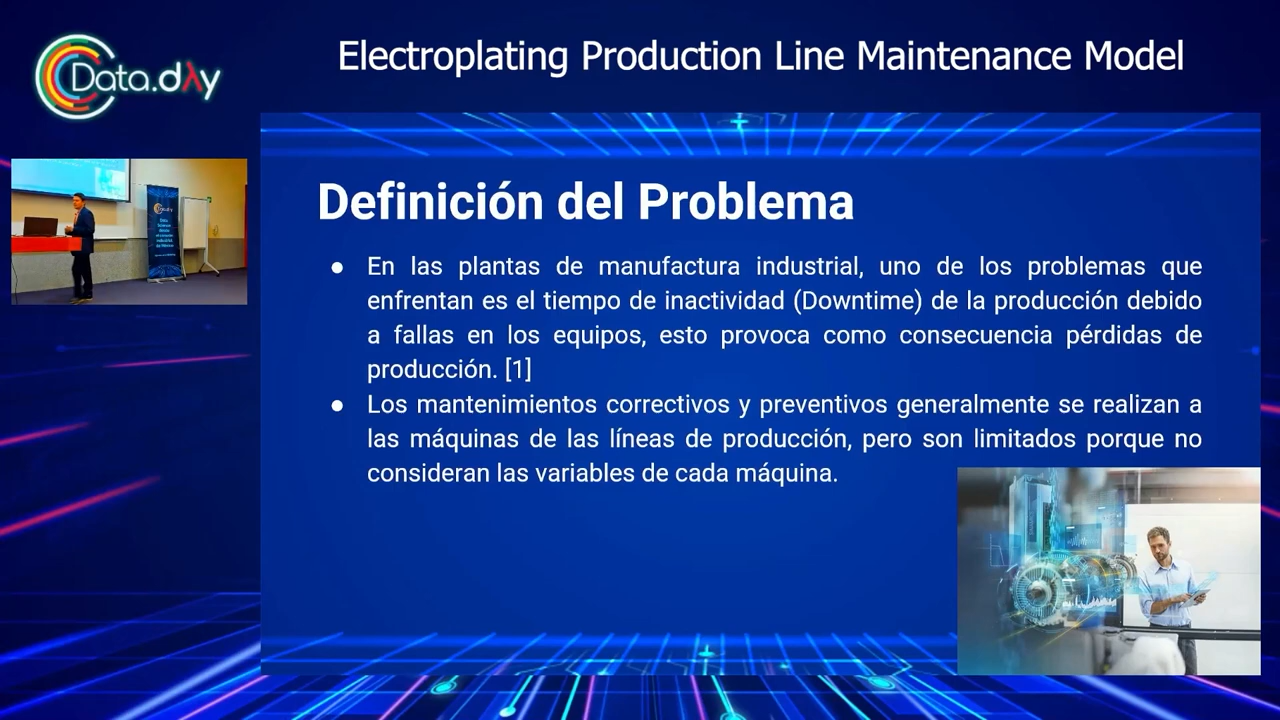 Data.dλy
Electroplating Production Line Maintenance Model
Definición del Problema
● En las plantas de manufactura industrial, uno de los problemas que
enfrentan es el tiempo de inactividad (Downtime) de la producción debido
a fallas en los equipos, esto provoca como consecuencia pérdidas de
producción. [1]
● Los mantenimientos correctivos y preventivos generalmente se realizan a
las máquinas de las líneas de producción, pero son limitados porque no
consideran las variables de cada máquina.